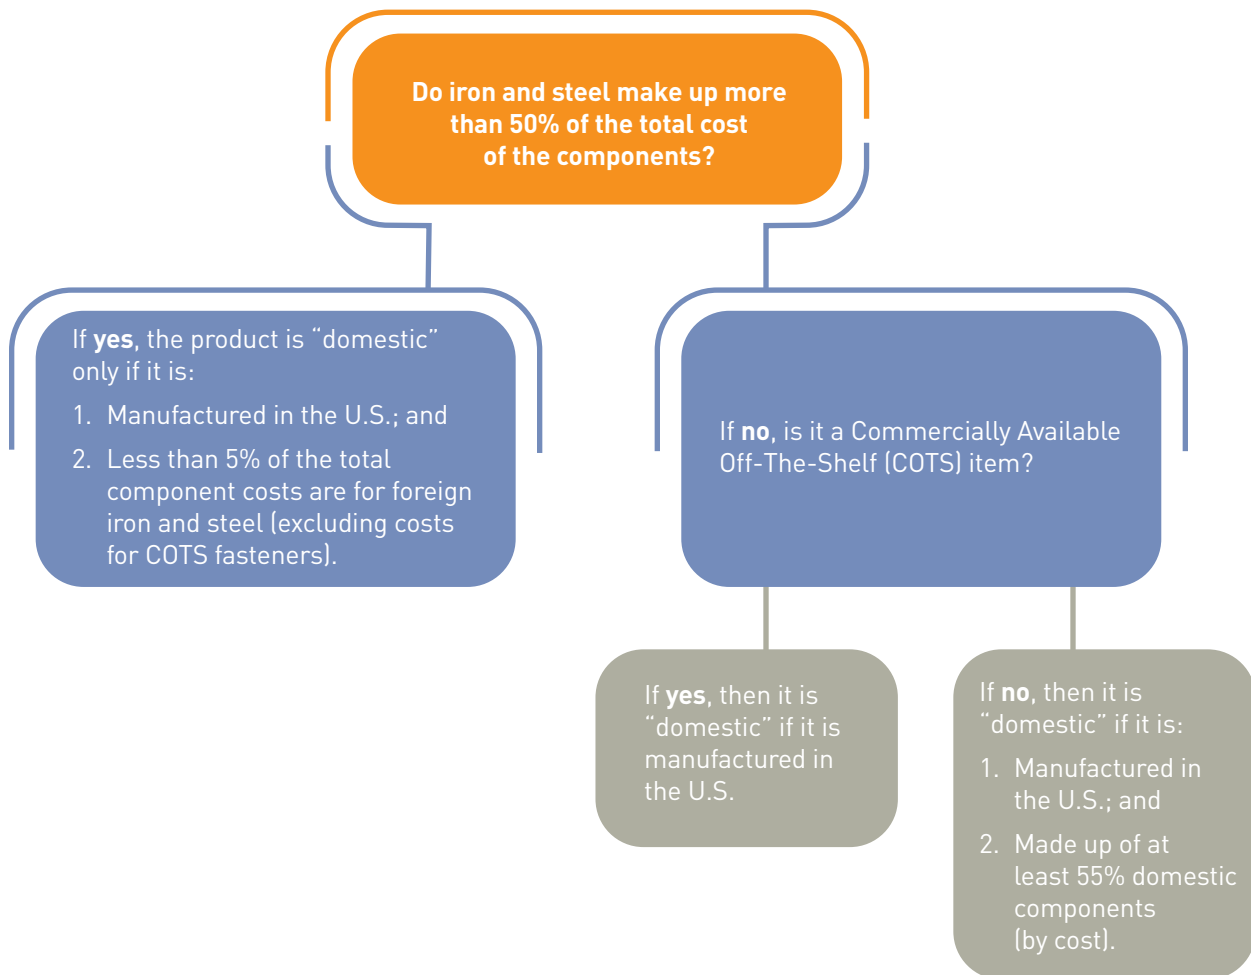 Do iron and steel make up more
than 50% of the total cost
of the components?
If yes, the product is “domestic”
only if it is:
1. Manufactured in the U.S.; and
2. Less than 5% of the total
component costs are for foreign
iron and steel (excluding costs
for COTS fasteners).
If no, is it a Commercially Available
Off-The-Shelf (COTS) item?
If yes, then it is
“domestic” if it is
manufactured in
the U.S.
If no, then it is
“domestic” if it is:
1. Manufactured in
the U.S.; and
2. Made up of at
least 55% domestic
components
(by cost).